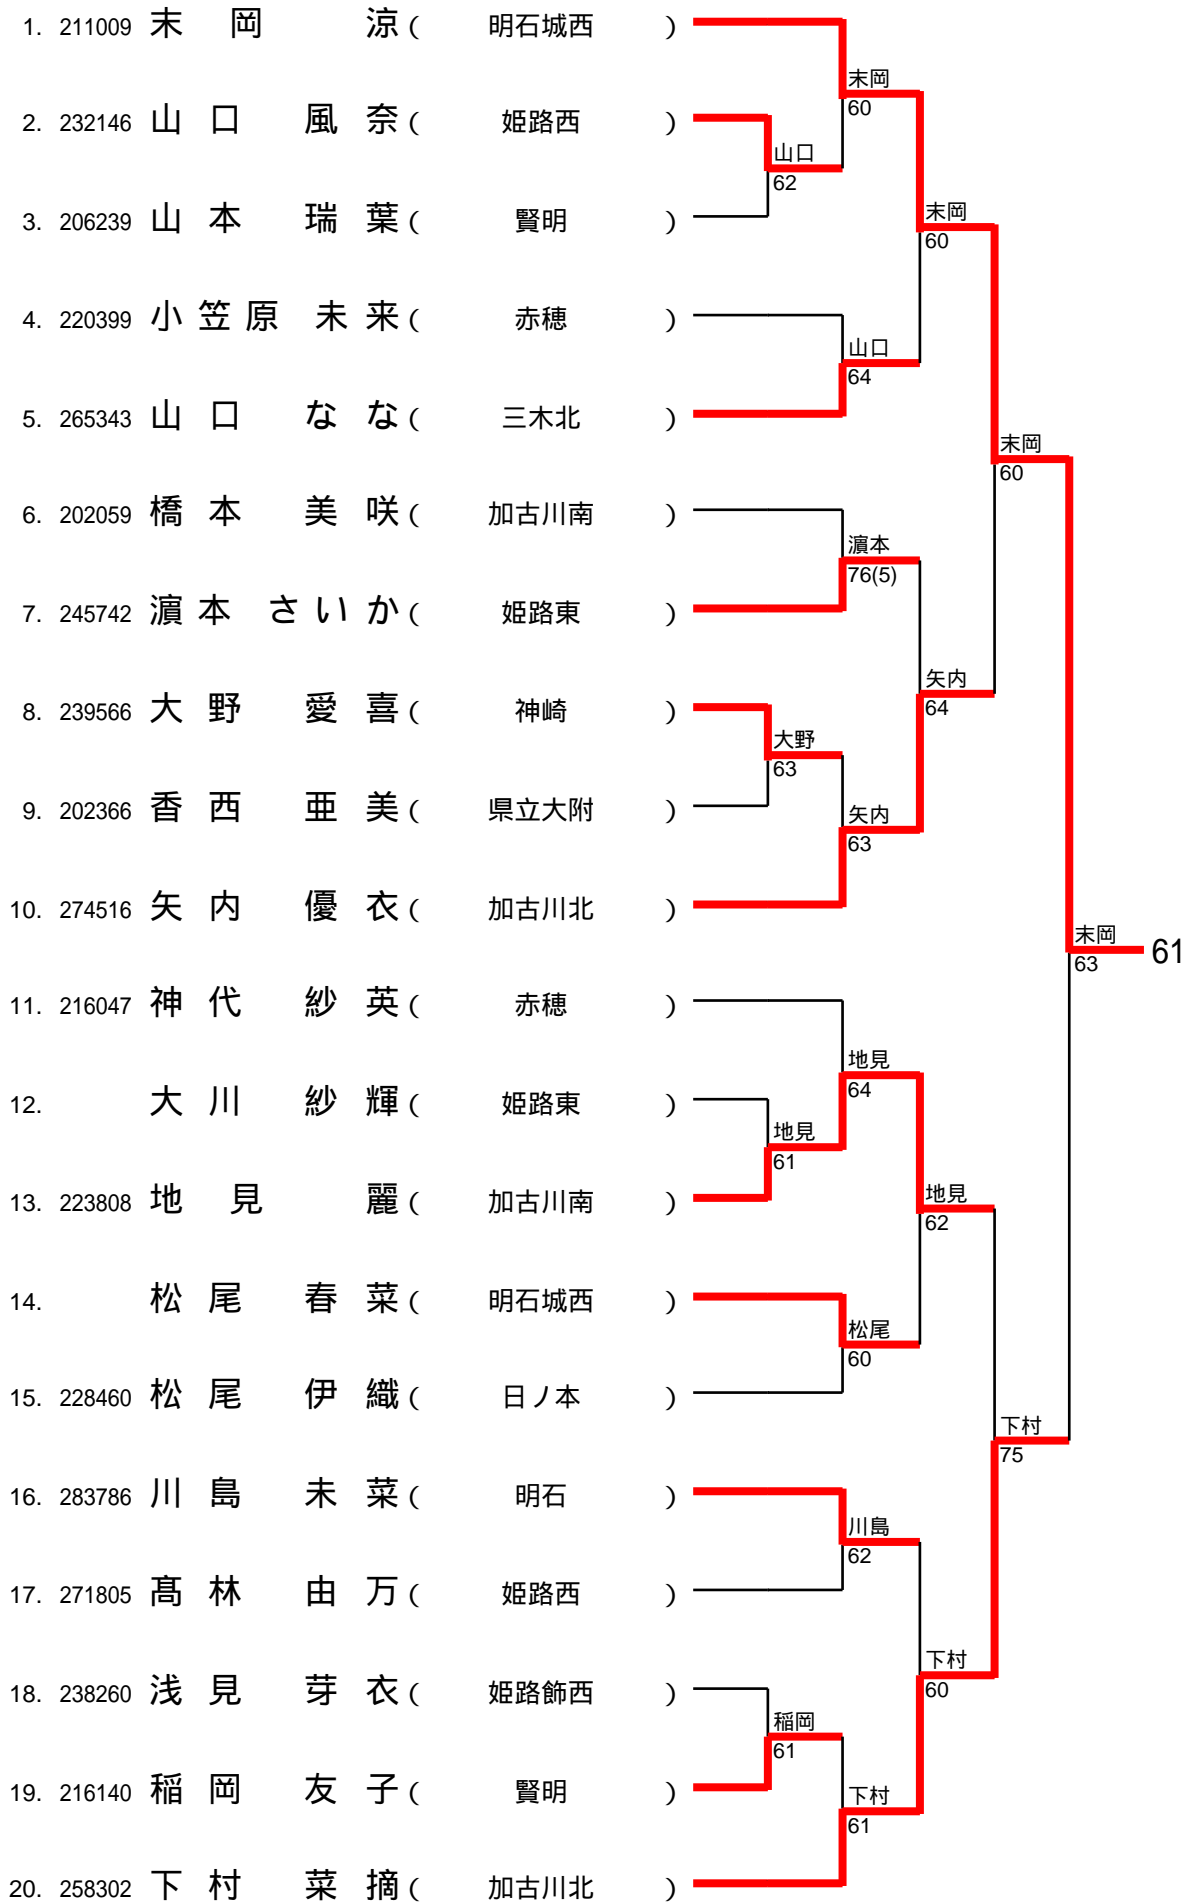 1. 211009 末岡 涼 ( 明石城西 )
末岡
60
2. 232146 山口 風奈 ( 姫路西 )
山口
62
3. 206239 山本 瑞葉 ( 賢明 )
末岡
60
4. 220399 小笠原 未来 ( 赤穂 )
山口
64
5. 265343 山口 なな ( 三木北 )
末岡
60
6. 202059 橋本 美咲 ( 加古川南 )
濵本
76(5)
7. 245742 濵本 さいか ( 姫路東 )
矢内
64
8. 239566 大野 愛喜 ( 神崎 )
大野
63
9. 202366 香西 亜美 ( 県立大附 )
矢内
63
10. 274516 矢内 優衣 ( 加古川北 )
末岡
63
61
11. 216047 神代 紗英 ( 赤穂 )
地見
64
12. 大川 紗輝 ( 姫路東 )
地見
61
13. 223808 地見 麗 ( 加古川南 )
地見
62
14. 松尾 春菜 ( 明石城西 )
松尾
60
15. 228460 松尾 伊織 ( 日ノ本 )
下村
75
16. 283786 川島 未菜 ( 明石 )
川島
62
17. 271805 髙林 由万 ( 姫路西 )
下村
60
18. 238260 浅見 芽衣 ( 姫路飾西 )
稲岡
61
19. 216140 稲岡 友子 ( 賢明 )
下村
61
20. 258302 下村 菜摘 ( 加古川北 )